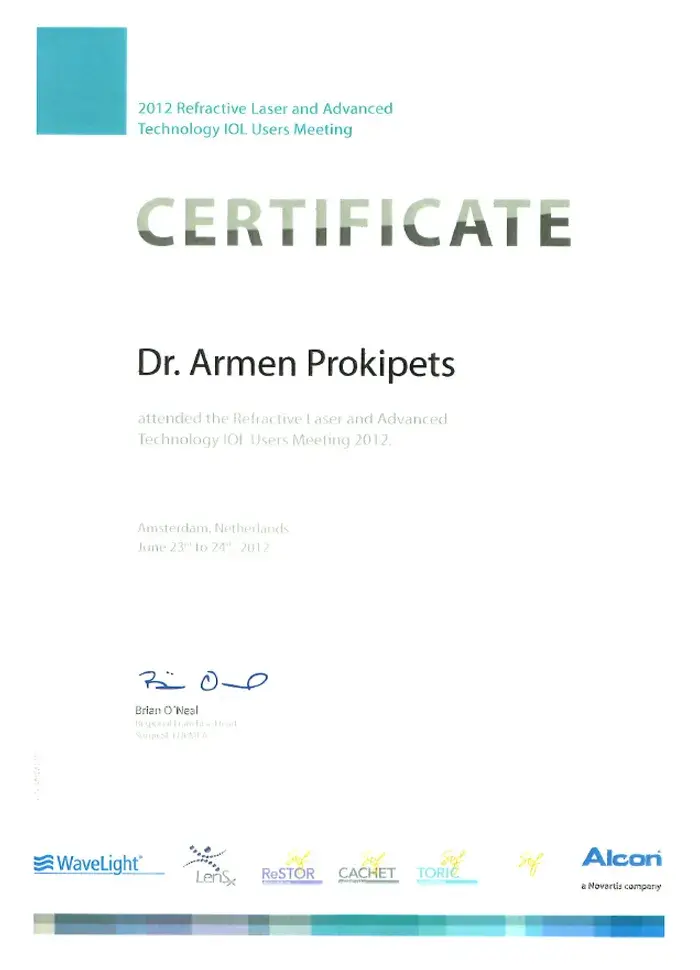 2012 Refractive Laser and Advanced
Technology IOL Users Meeting
CERTIFICATE
Dr. Armen Prokipets
attended the Refractive Laser and Advanced
Technology IOL Users Meeting 2012.
Amsterdam, Netherlands
June 23rd to 24th, 2012
Brian O'Neal
WaveLight®
LenSx
ReSTOR
CACHET
TORIC
Alcon®
a Novartis company